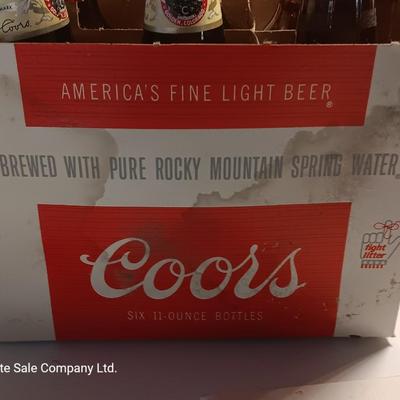 Coors
AMERICA'S FINE LIGHT BEER®
BREWED WITH PURE ROCKY MOUNTAIN SPRING WATER
fight
litter
Coors
SIX 11-OUNCE BOTTLES
te Sale Company Ltd.